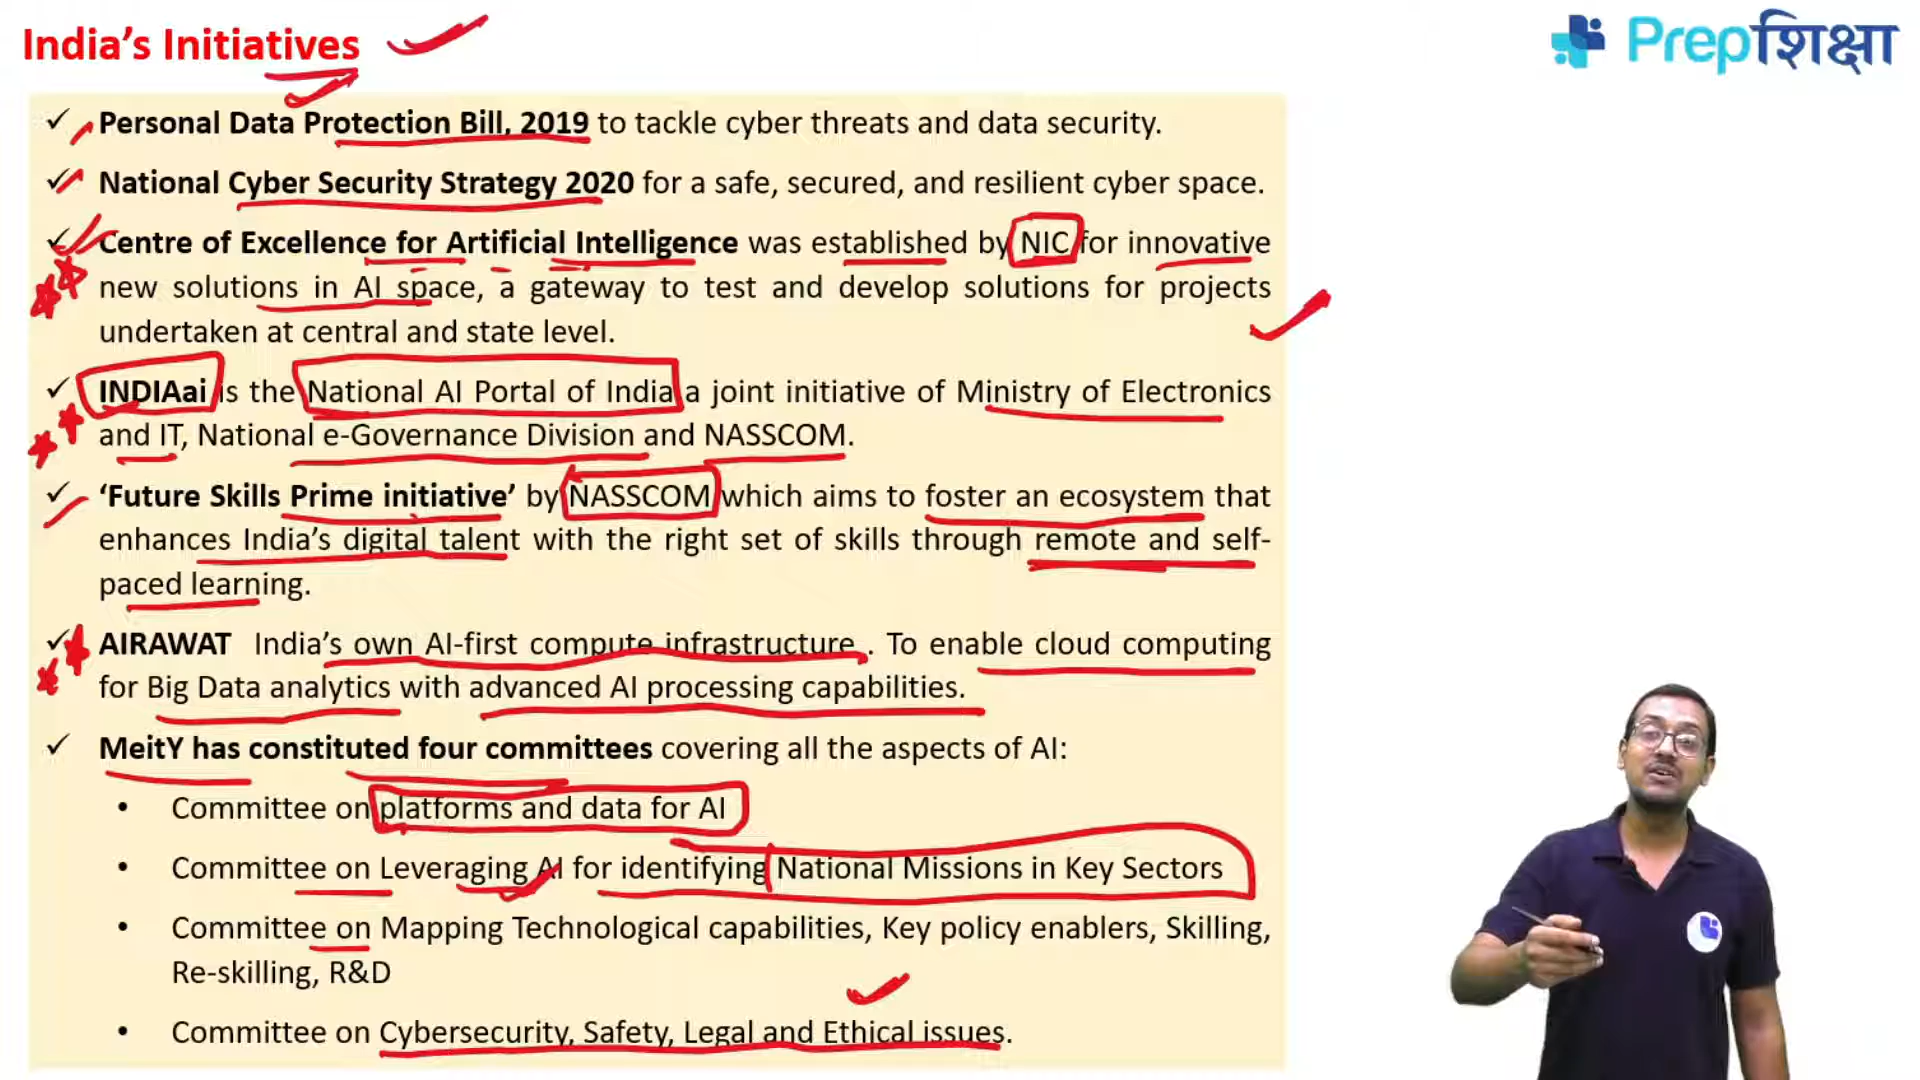 India’s Initiatives
Prepशिक्षा
✓ Personal Data Protection Bill, 2019 to tackle cyber threats and data security.
✓ National Cyber Security Strategy 2020 for a safe, secured, and resilient cyber space.
✓ Centre of Excellence for Artificial Intelligence was established by NIC for innovative
new solutions in AI space, a gateway to test and develop solutions for projects
undertaken at central and state level.
✓ INDIAai is the National AI Portal of India a joint initiative of Ministry of Electronics
and IT, National e-Governance Division and NASSCOM.
✓ ‘Future Skills Prime initiative’ by NASSCOM which aims to foster an ecosystem that
enhances India’s digital talent with the right set of skills through remote and self-
paced learning.
✓ AIRAWAT India’s own AI-first compute infrastructure . To enable cloud computing
for Big Data analytics with advanced AI processing capabilities.
✓ MeitY has constituted four committees covering all the aspects of AI:
• Committee on platforms and data for AI
• Committee on Leveraging AI for identifying National Missions in Key Sectors
• Committee on Mapping Technological capabilities, Key policy enablers, Skilling,
Re-skilling, R&D
• Committee on Cybersecurity, Safety, Legal and Ethical issues.